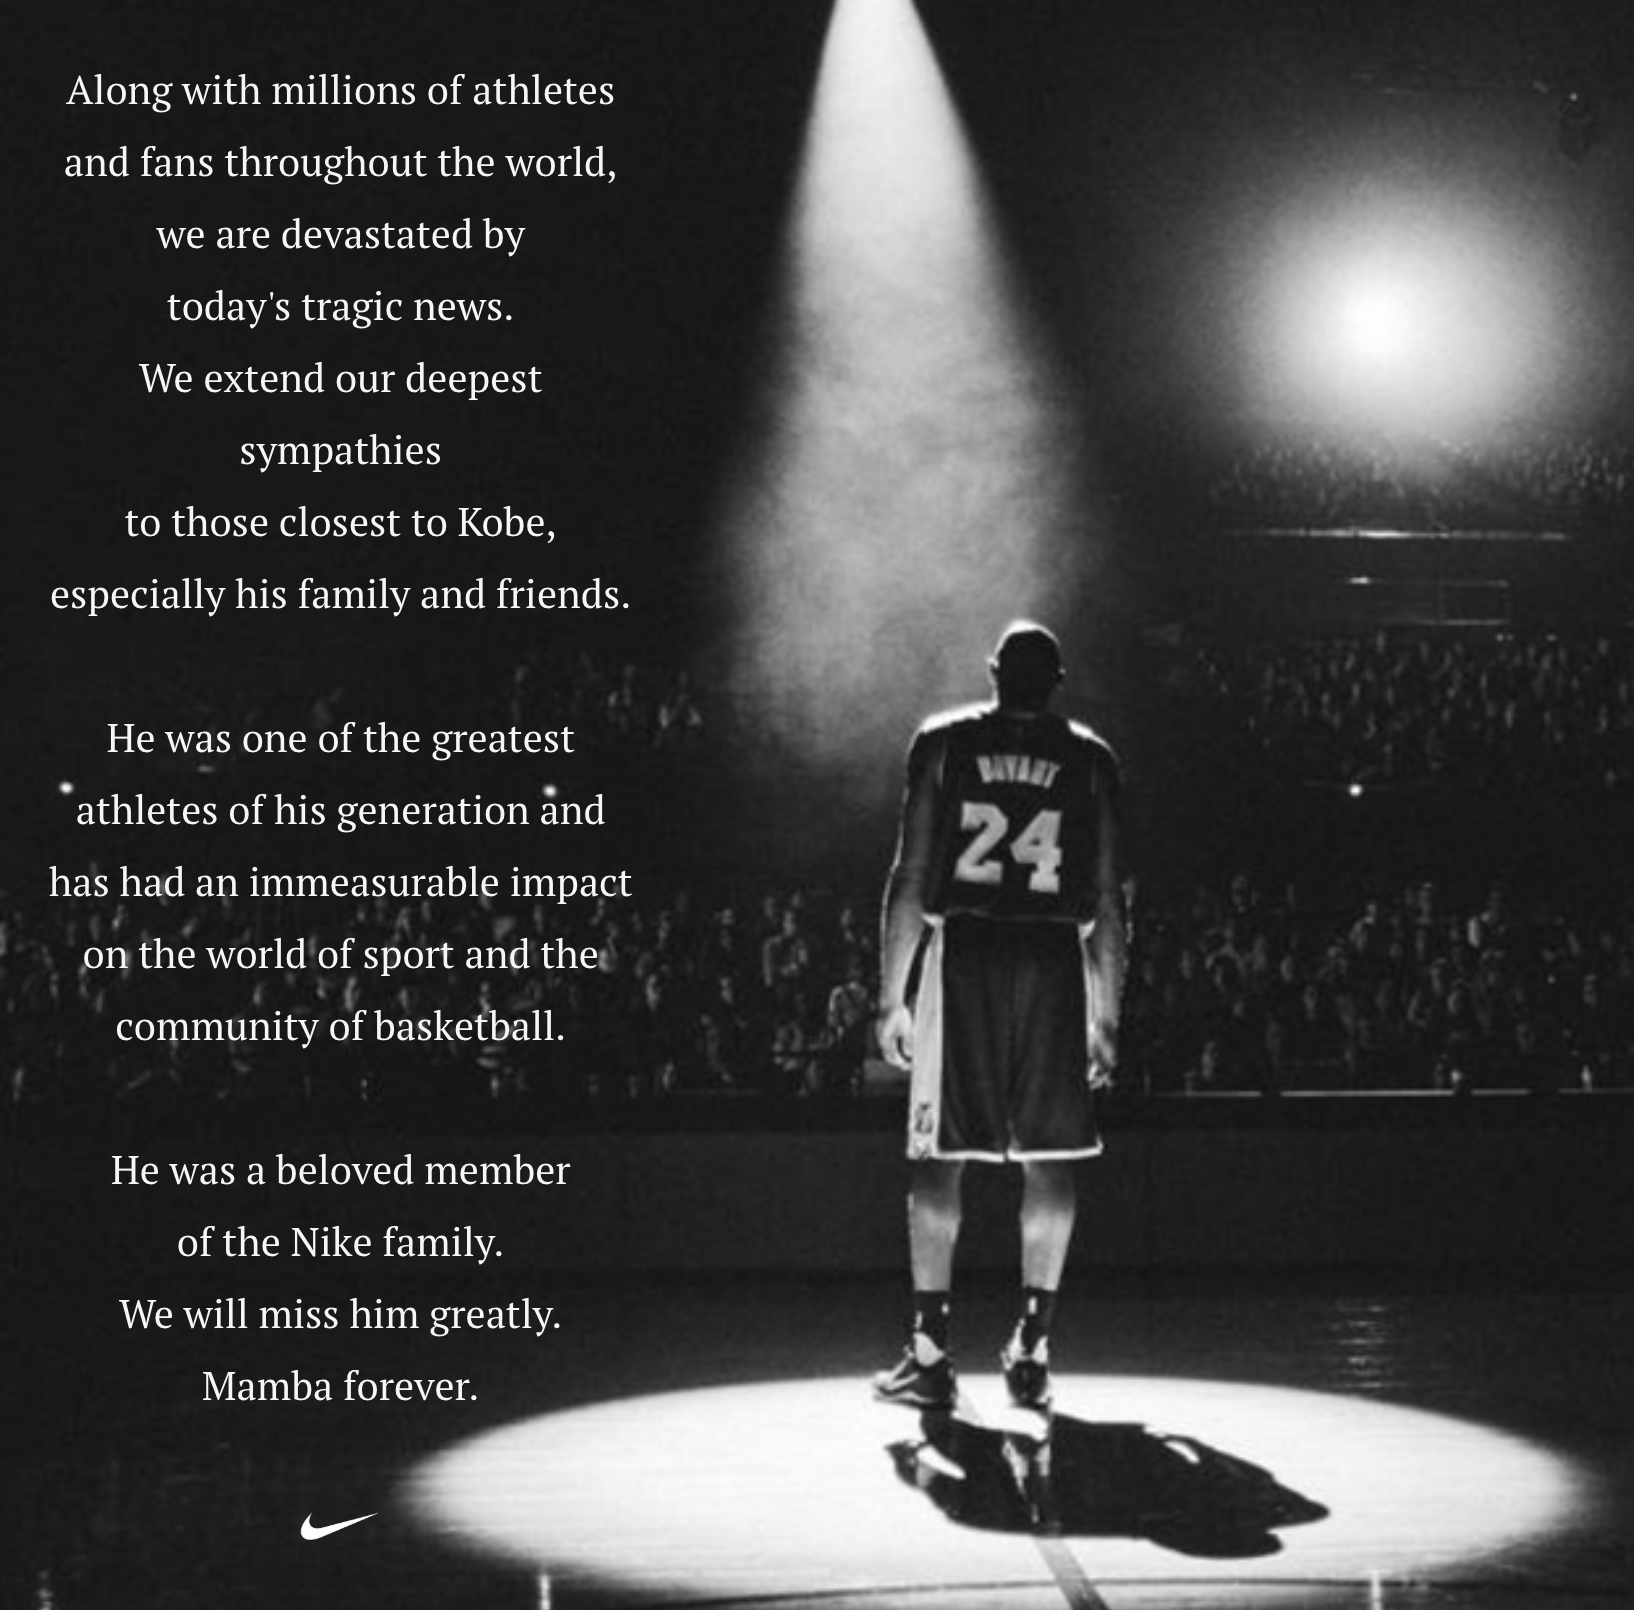 Along with millions of athletes
and fans throughout the world,
we are devastated by
today's tragic news.
We extend our deepest
sympathies
to those closest to Kobe,
especially his family and friends.
He was one of the greatest
athletes of his generation and
has had an immeasurable impact
on the world of sport and the
community of basketball.
He was a beloved member
of the Nike family.
We will miss him greatly.
Mamba forever.
BRYANT
24